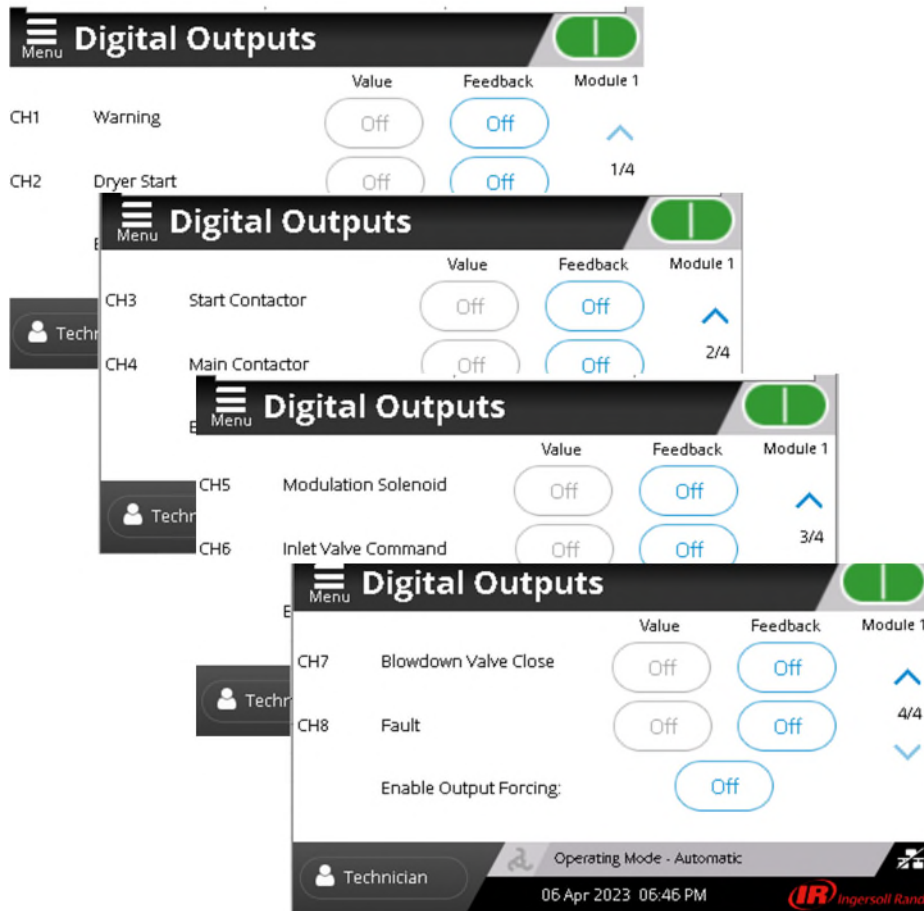 Menu Digital Outputs
Value Feedback Module 1
CH1 Warning Off Off
1/4
CH2 Dryer Start Off Off
E
Techn
Menu Digital Outputs
Value Feedback Module 1
CH3 Start Contactor Off Off
2/4
CH4 Main Contactor Off Off
E
Techn
Menu Digital Outputs
Value Feedback Module 1
CH5 Modulation Solenoid Off Off
3/4
CH6 Inlet Valve Command Off Off
E
Techn
Menu Digital Outputs
Value Feedback Module 1
CH7 Blowdown Valve Close Off Off
4/4
CH8 Fault Off Off
Enable Output Forcing: Off
Operating Mode - Automatic
Technician
06 Apr 2023 06:46 PM
IR Ingersoll Rand